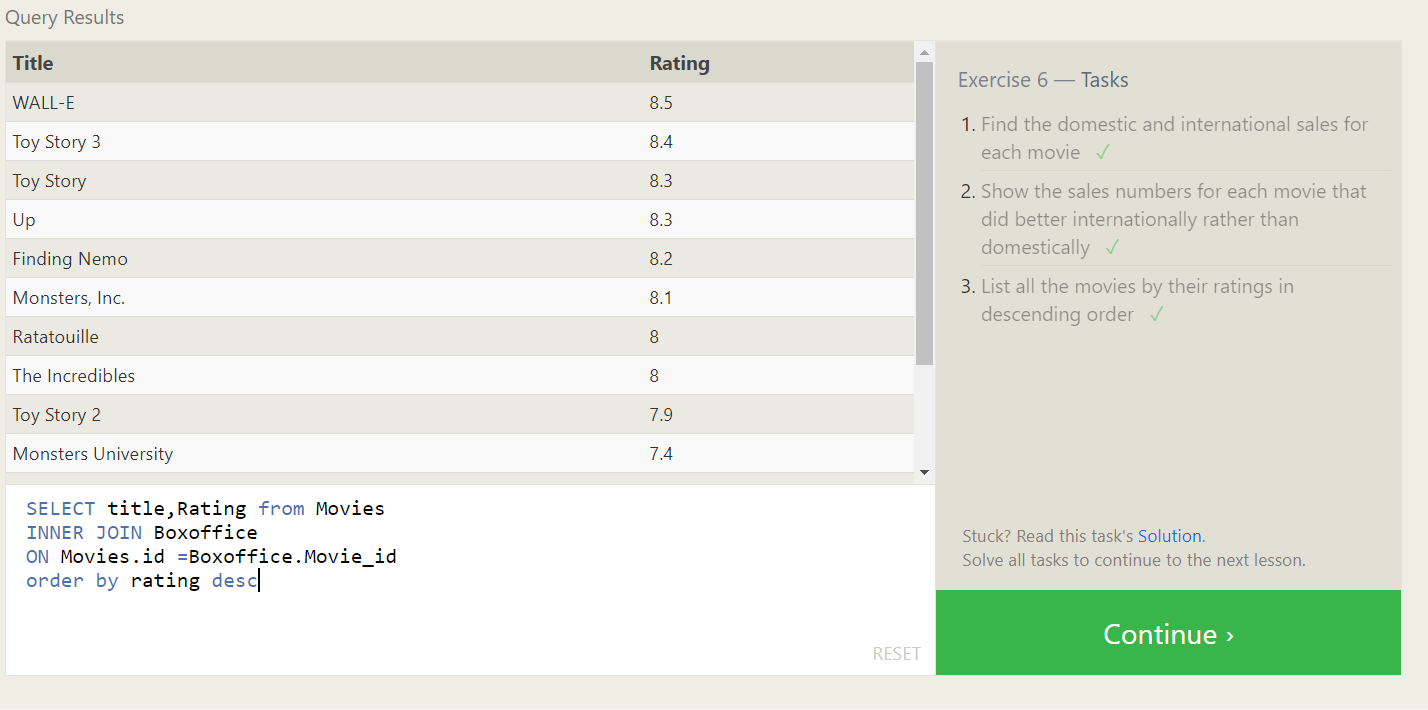 Query Results
Title Rating
WALL-E 8.5
Toy Story 3 8.4
Toy Story 8.3
Up 8.3
Finding Nemo 8.2
Monsters, Inc. 8.1
Ratatouille 8
The Incredibles 8
Toy Story 2 7.9
Monsters University 7.4
SELECT title,Rating from Movies
INNER JOIN Boxoffice
ON Movies.id =Boxoffice.Movie_id
order by rating desc
RESET
Exercise 6 — Tasks
1. Find the domestic and international sales for
each movie ✓
2. Show the sales numbers for each movie that
did better internationally rather than
domestically ✓
3. List all the movies by their ratings in
descending order ✓
Stuck? Read this task's Solution.
Solve all tasks to continue to the next lesson.
Continue ›